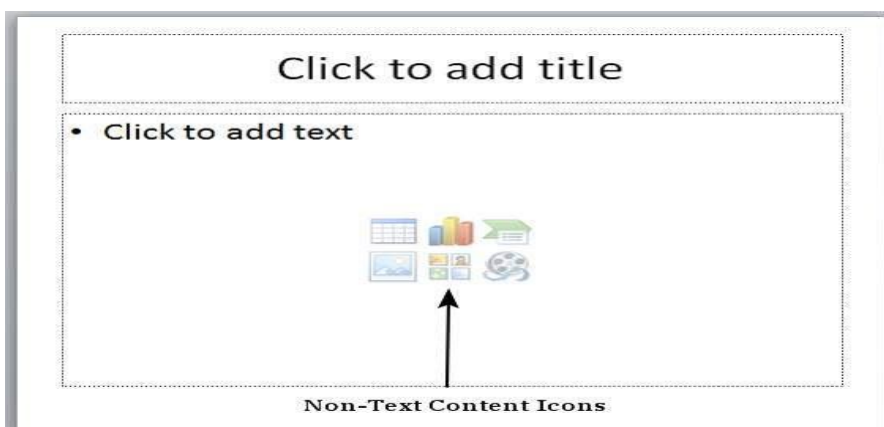 Click to add title
• Click to add text
Non-Text Content Icons